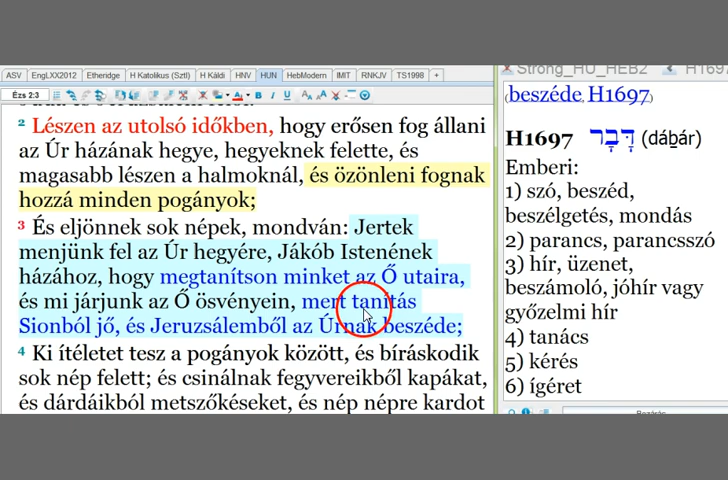 Strong_HU_HEB2
H1697
ASV EngLXX2012 Etheridge H Katolikus (Sztl) H Káldi HNV HUN HebModern IMIT RNKJV TS1998 +
Ézs 2:3
2 Lészen az utolsó időkben, hogy erősen fog állani
az Úr házának hegye, hegyeknek felette, és
magasabb lészen a halmoknál, és özönleni fognak
hozzá minden pogányok;
3 És eljönnek sok népek, mondván: Jertek
menjünk fel az Úr hegyére, Jákób Istenének
házához, hogy megtanítson minket az Ő utaira,
és mi járjunk az Ő ösvényein, mert tanítás
Sionból jő, és Jeruzsálemből az Úrnak beszéde;
4 Ki ítéletet tesz a pogányok között, és bíráskodik
sok nép felett; és csinálnak fegyvereikből kapákat,
és dárdáikból metszőkéseket, és nép népre kardot
(beszéde, H1697)
H1697 דָּבָר (dábár)
Emberi:
1) szó, beszéd,
beszélgetés, mondás
2) parancs, parancsszó
3) hír, üzenet,
beszámoló, jóhír vagy
győzelmi hír
4) tanács
5) kérés
6) ígéret
Bezárás